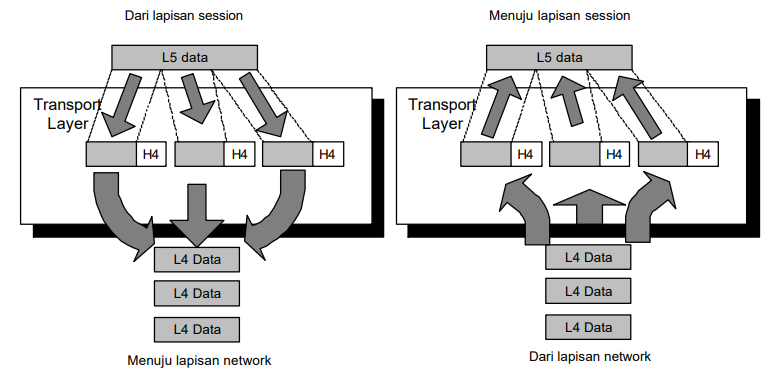 Dari lapisan session
L5 data
Transport
Layer
H4
H4
H4
L4 Data
L4 Data
L4 Data
Menuju lapisan network
Menuju lapisan session
L5 data
Transport
Layer
H4
H4
H4
L4 Data
L4 Data
L4 Data
Dari lapisan network